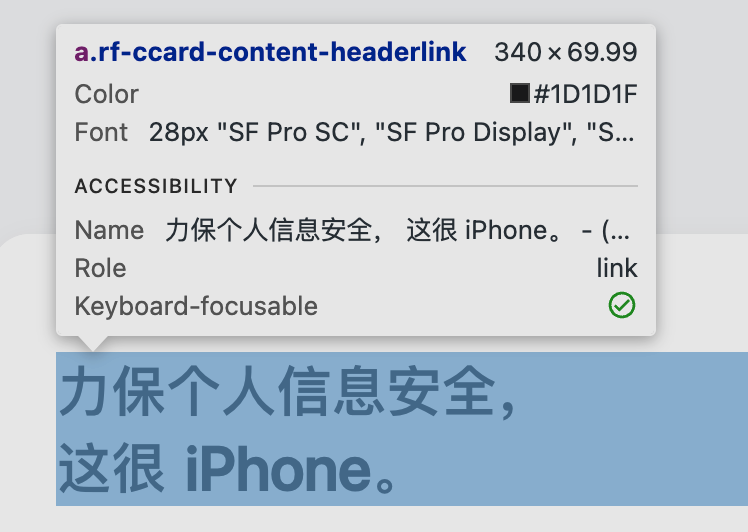 a.rf-ccard-content-headerlink 340 × 69.99
Color #1D1D1F
Font 28px "SF Pro SC", "SF Pro Display", "S...
ACCESSIBILITY
Name 力保个人信息安全， 这很 iPhone。 - (...
Role link
Keyboard-focusable
力保个人信息安全，
这很 iPhone。